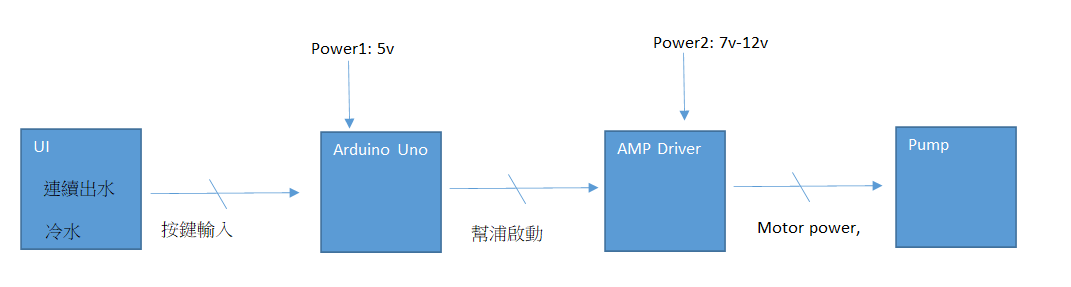 Power1: 5v
Power2: 7v-12v
UI
連續出水
冷水
按鍵輸入
Arduino Uno
幫浦啟動
AMP Driver
Motor power,
Pump